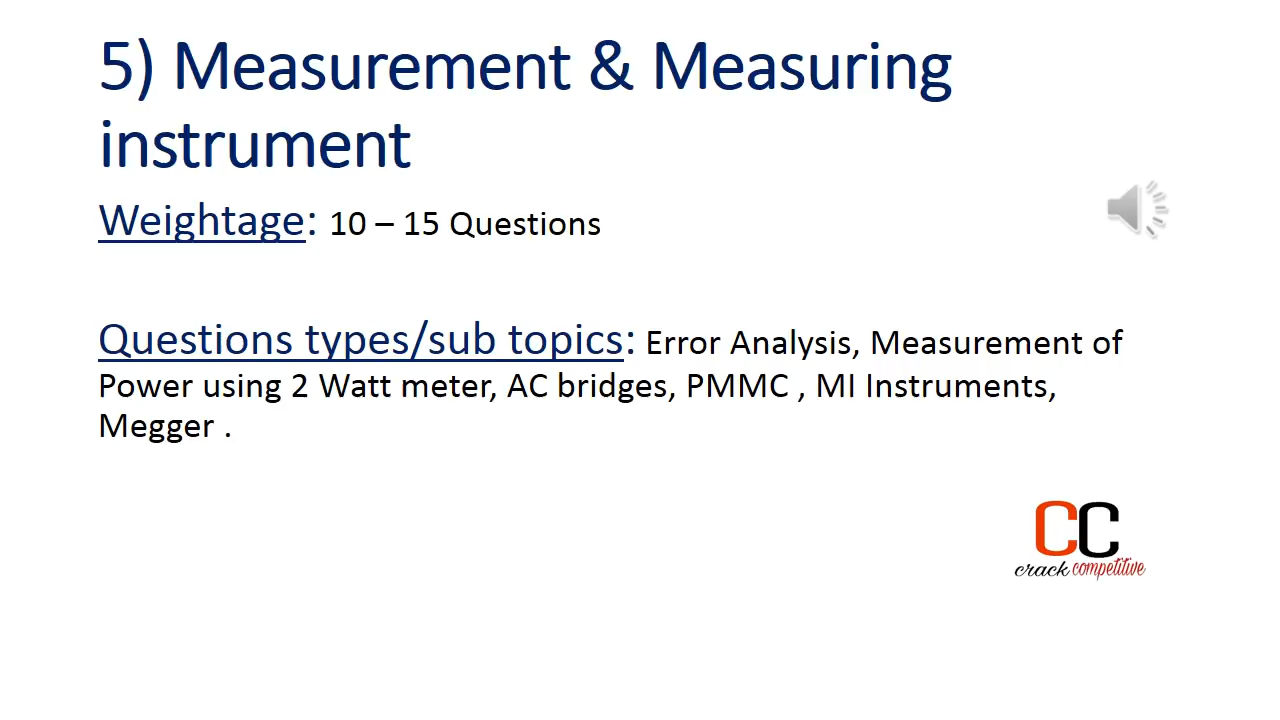 5) Measurement & Measuring
instrument
Weightage: 10 – 15 Questions
Questions types/sub topics: Error Analysis, Measurement of
Power using 2 Watt meter, AC bridges, PMMC , MI Instruments,
Megger .
CC
crack competitive